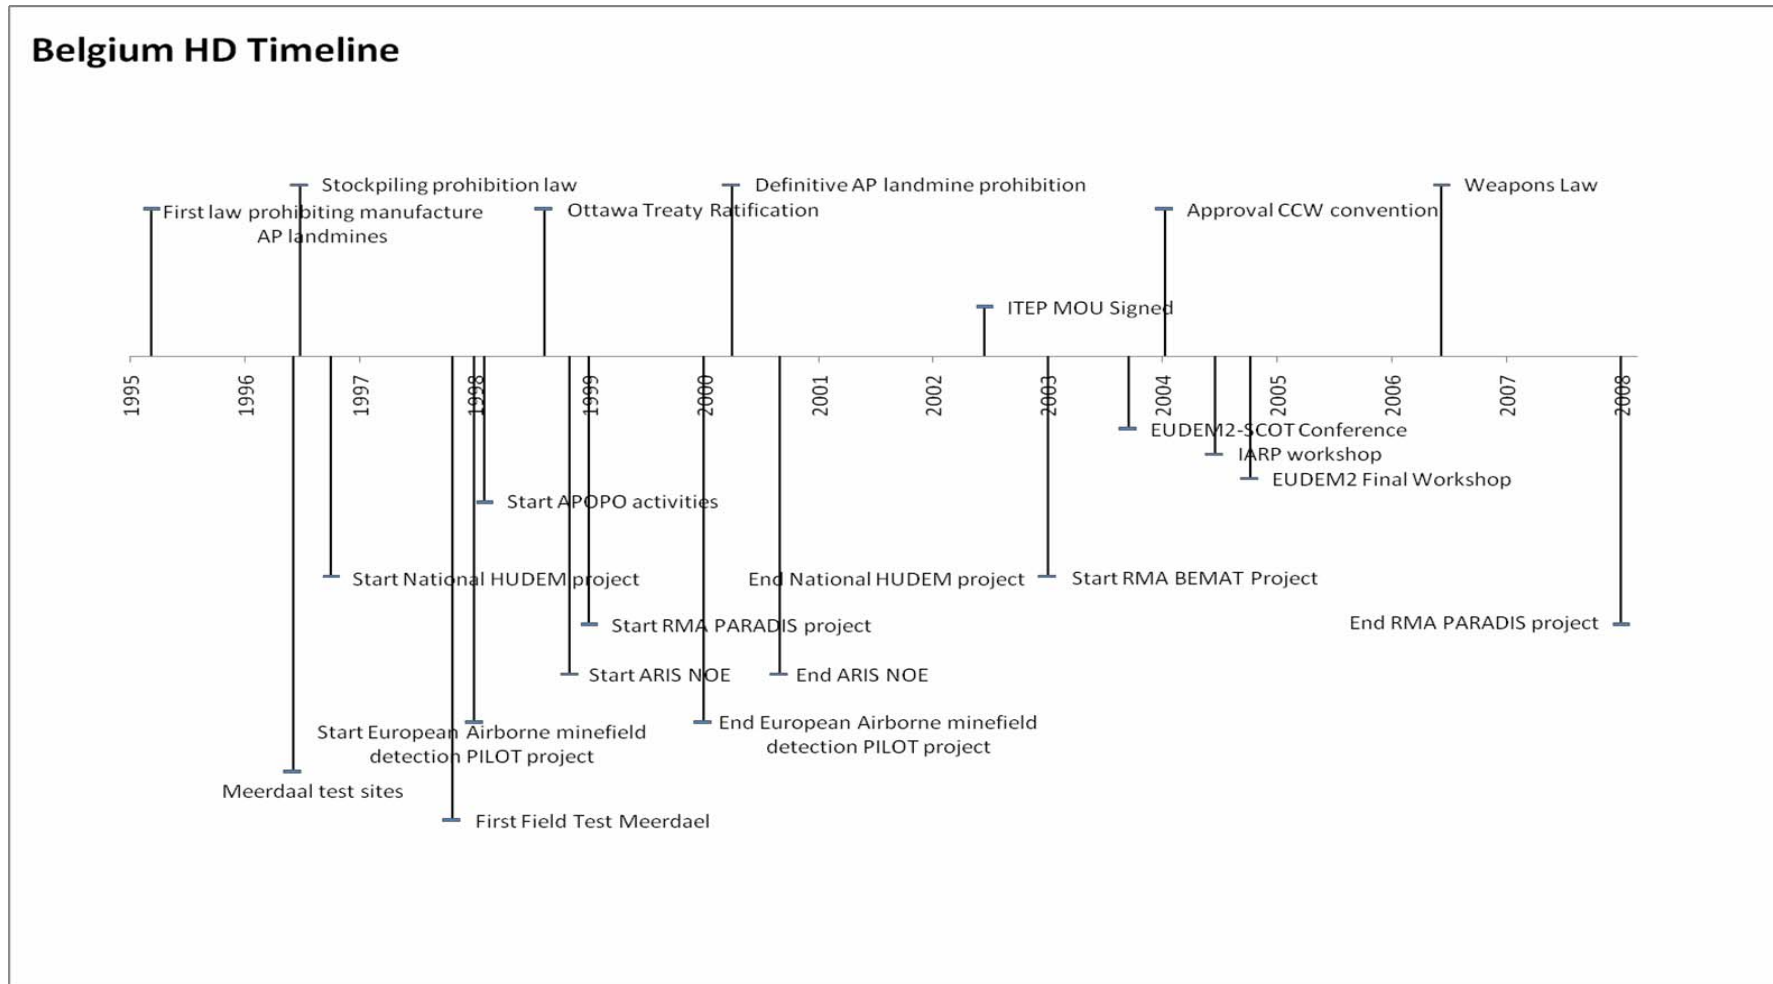 Belgium HD Timeline
Stockpiling prohibition law
Definitive AP landmine prohibition
Weapons Law
First law prohibiting manufacture
AP landmines
Ottawa Treaty Ratification
Approval CCW convention
ITEP MOU Signed
1995
1996
1997
1998
1999
2000
2001
2002
2003
2004
2005
2006
2007
2008
EUDEM2-SCOT Conference
IARP workshop
EUDEM2 Final Workshop
Start APOPO activities
Start National HUDEM project
End National HUDEM project
Start RMA BEMAT Project
Start RMA PARADIS project
End RMA PARADIS project
Start ARIS NOE
End ARIS NOE
Start European Airborne minefield
detection PILOT project
End European Airborne minefield
detection PILOT project
Meerdaal test sites
First Field Test Meerdael